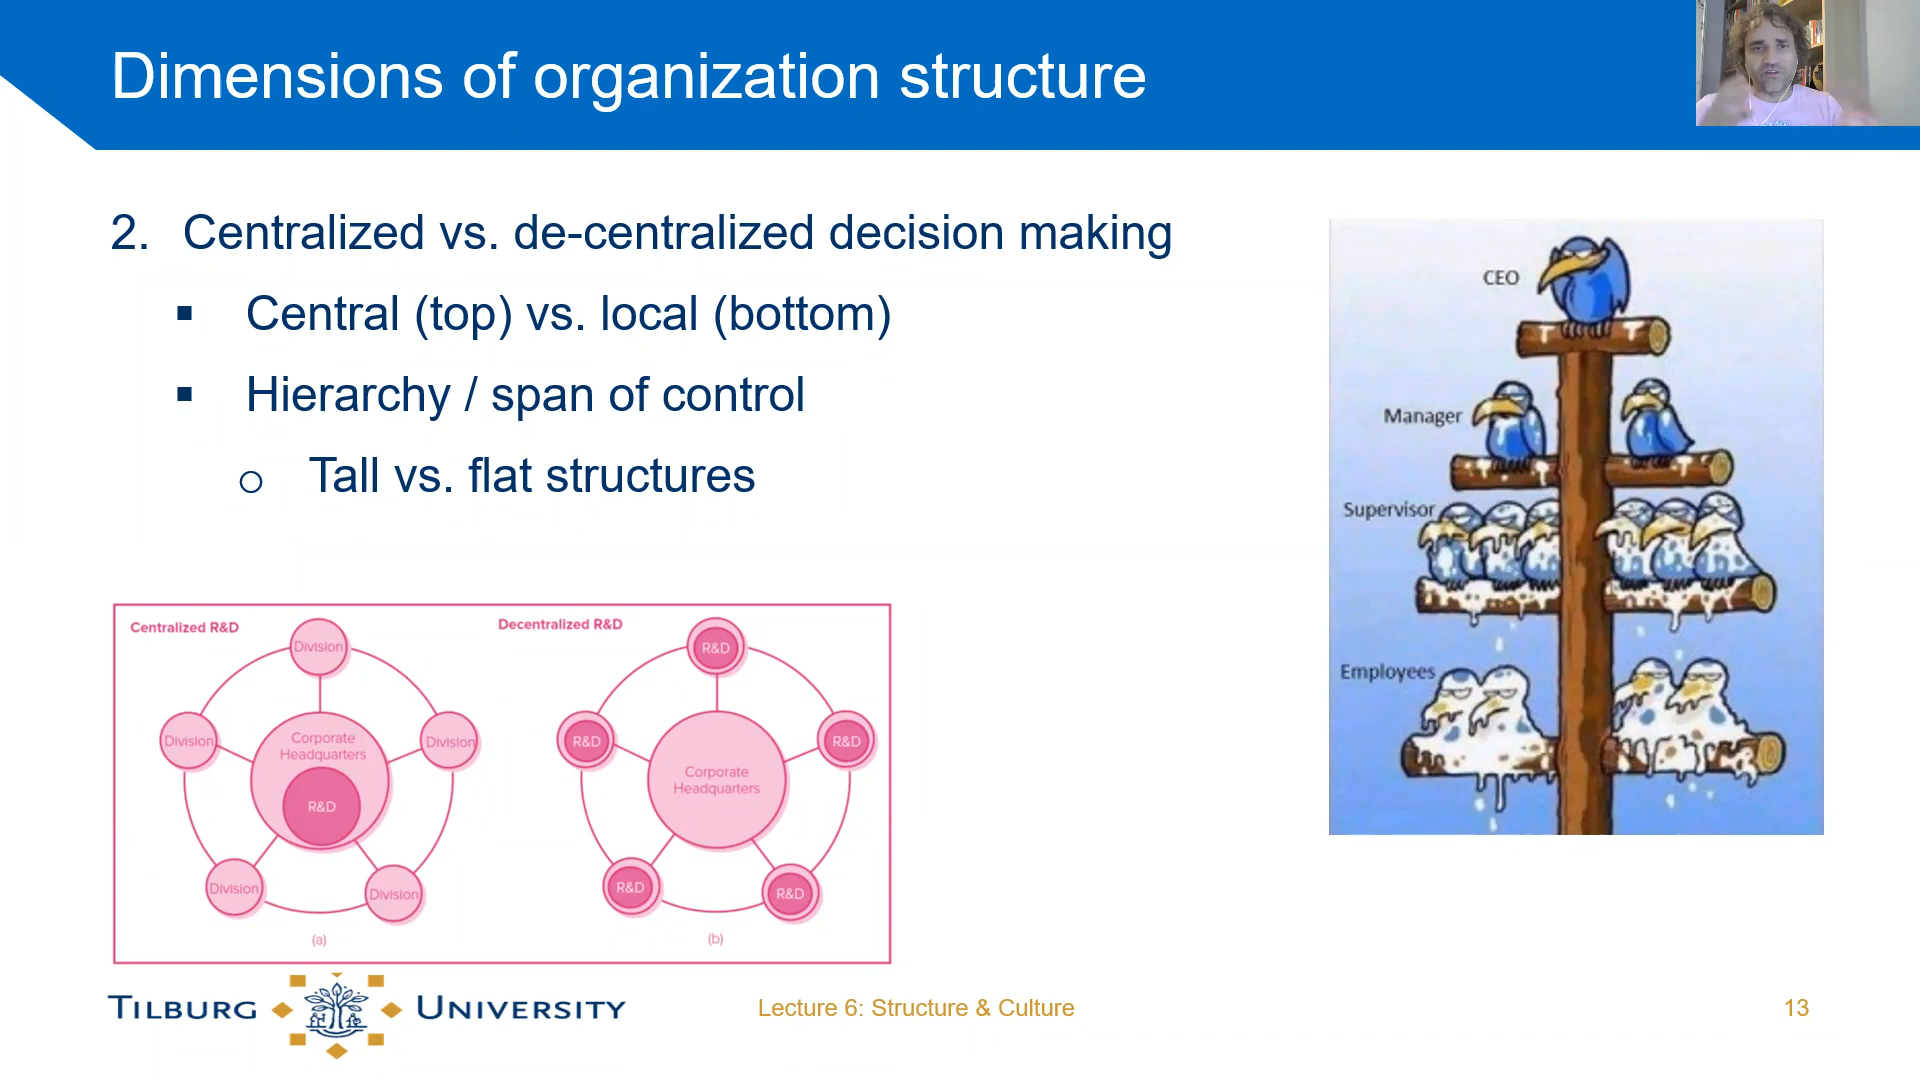 Dimensions of organization structure
2. Centralized vs. de-centralized decision making
▪ Central (top) vs. local (bottom)
▪ Hierarchy / span of control
o Tall vs. flat structures
CEO
Manager
Supervisor
Employees
Centralized R&D
Division
Division
Division
Corporate
Headquarters
R&D
Division
Division
(a)
Decentralized R&D
R&D
R&D
R&D
Corporate
Headquarters
R&D
R&D
(b)
TILBURG UNIVERSITY
Lecture 6: Structure & Culture
13